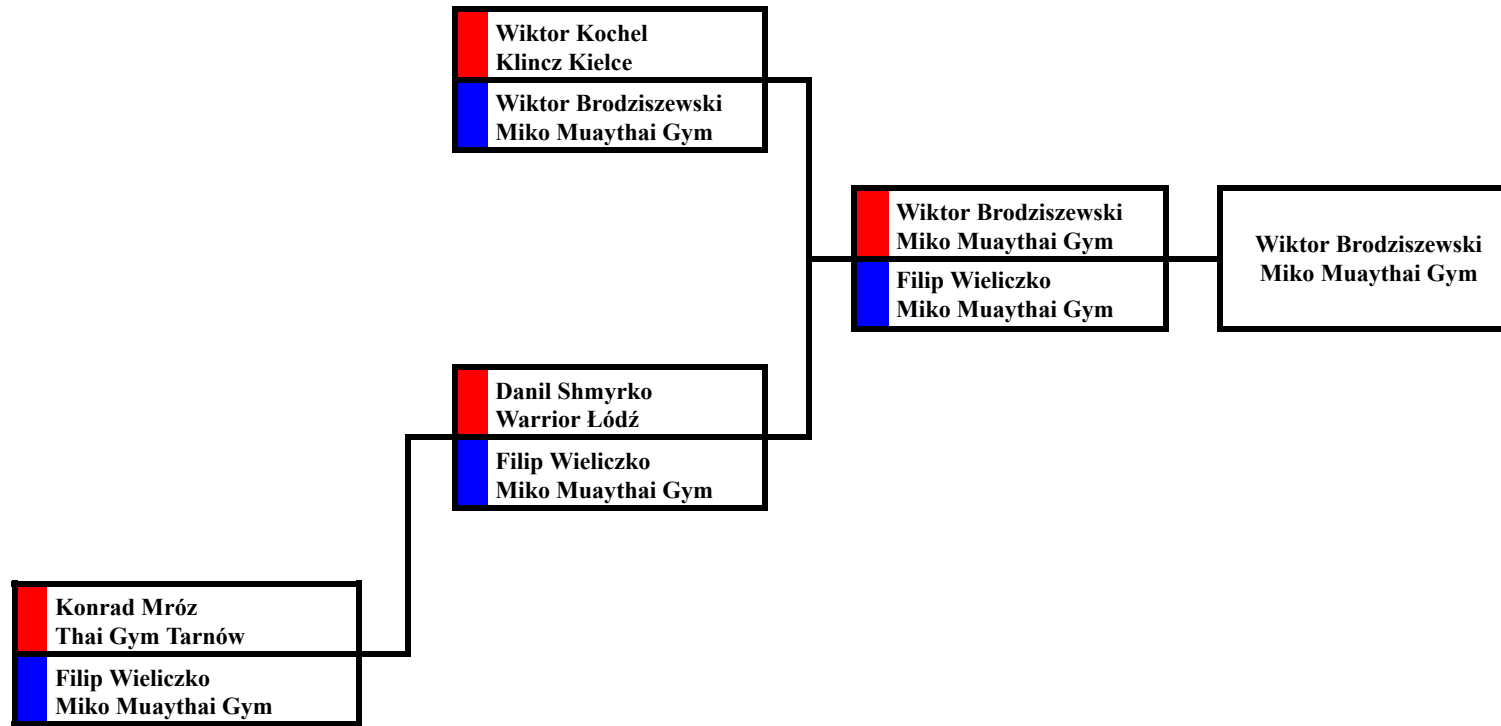 Wiktor Kochel
Klincz Kielce
Wiktor Brodziszewski
Miko Muaythai Gym
Wiktor Brodziszewski
Miko Muaythai Gym
Filip Wieliczko
Miko Muaythai Gym
Wiktor Brodziszewski
Miko Muaythai Gym
Danil Shmyrko
Warrior Łódź
Filip Wieliczko
Miko Muaythai Gym
Konrad Mróz
Thai Gym Tarnów
Filip Wieliczko
Miko Muaythai Gym